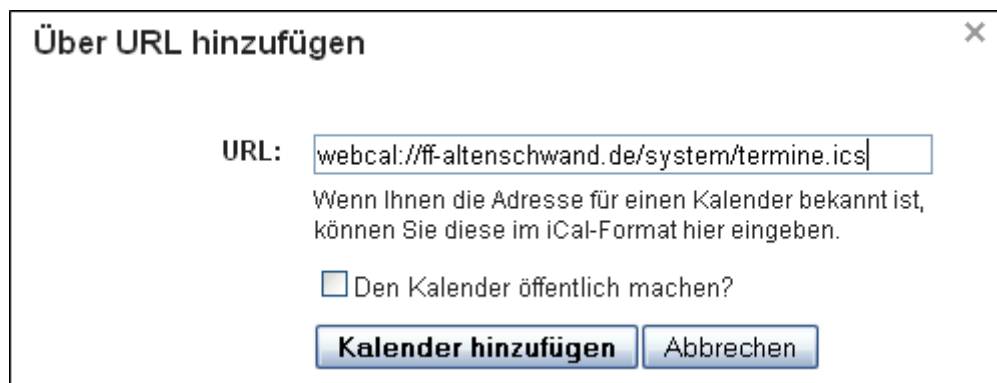 Über URL hinzufügen
URL: webcal://ff-altenschwand.de/system/termine.ics
Wenn Ihnen die Adresse für einen Kalender bekannt ist,
können Sie diese im iCal-Format hier eingeben.
Den Kalender öffentlich machen?
Kalender hinzufügen Abbrechen